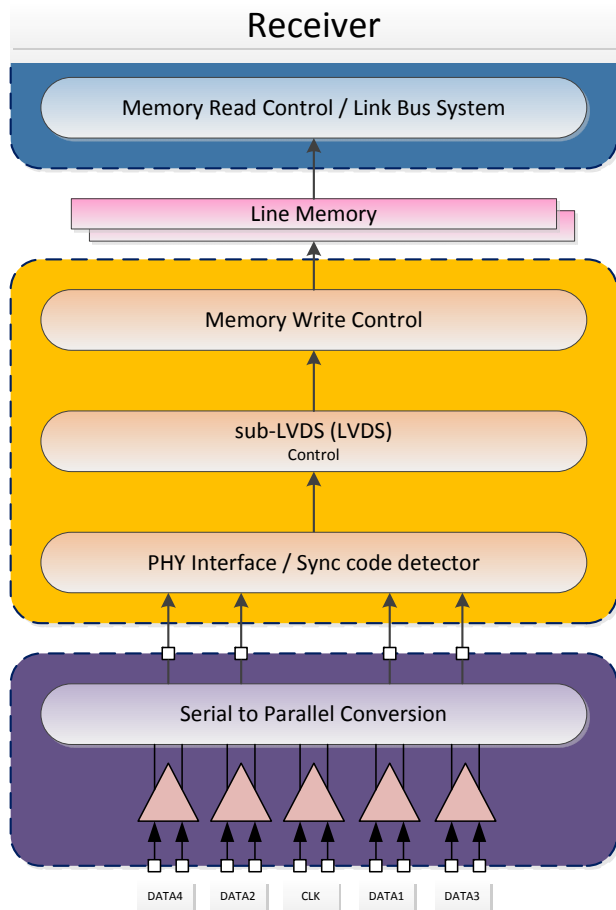 Receiver
Memory Read Control / Link Bus System
Line Memory
Memory Write Control
sub-LVDS (LVDS)
Control
PHY Interface / Sync code detector
Serial to Parallel Conversion
DATA4 DATA2 CLK DATA1 DATA3